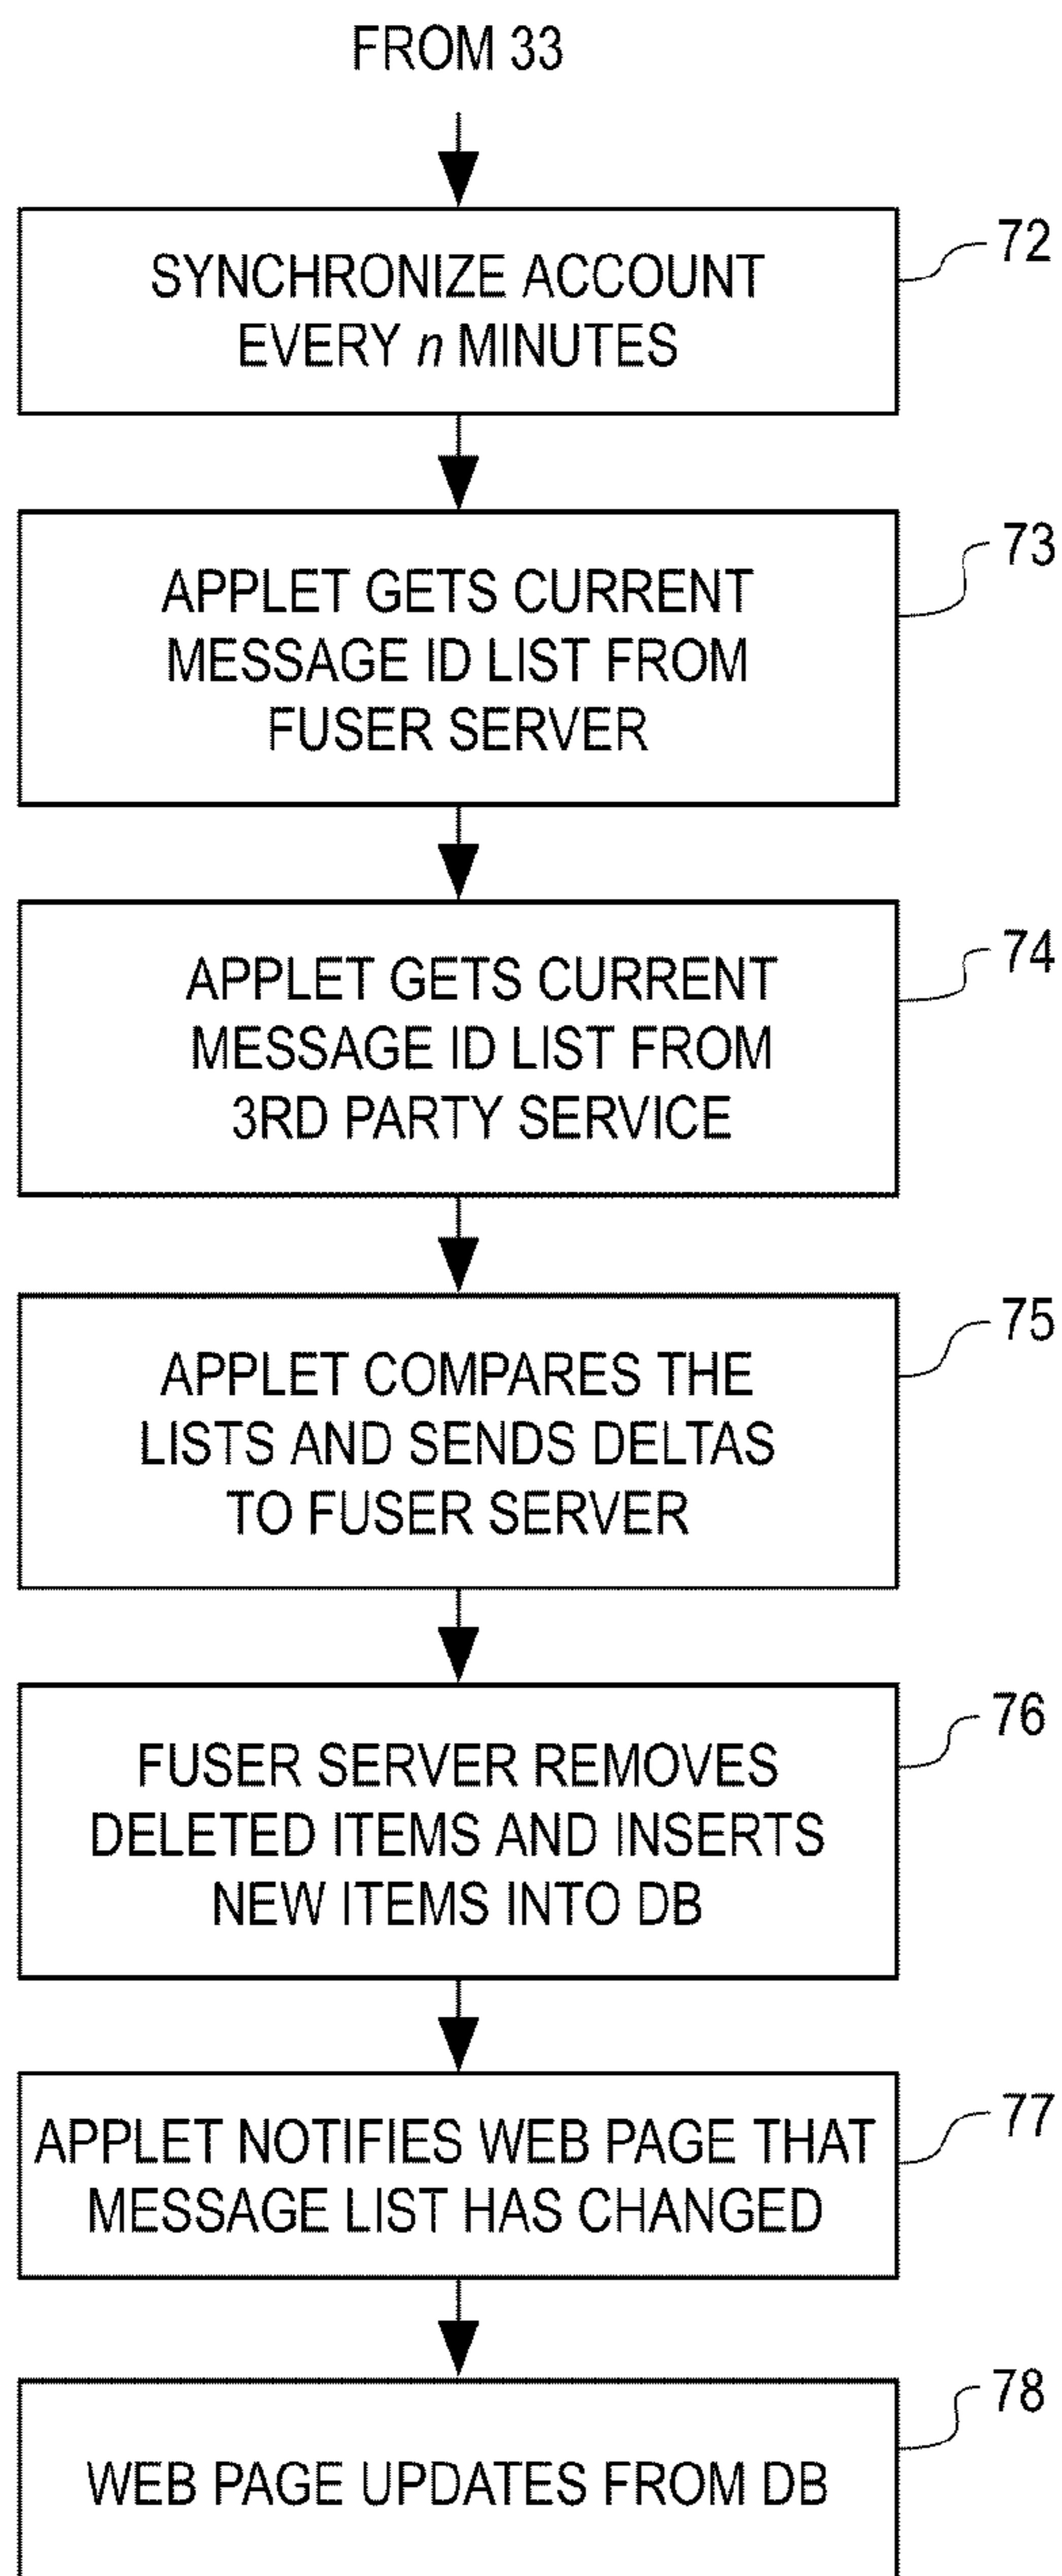 FROM 33
SYNCHRONIZE ACCOUNT
EVERY n MINUTES
72
APPLET GETS CURRENT
MESSAGE ID LIST FROM
FUSER SERVER
73
APPLET GETS CURRENT
MESSAGE ID LIST FROM
3RD PARTY SERVICE
74
APPLET COMPARES THE
LISTS AND SENDS DELTAS
TO FUSER SERVER
75
FUSER SERVER REMOVES
DELETED ITEMS AND INSERTS
NEW ITEMS INTO DB
76
APPLET NOTIFIES WEB PAGE THAT
MESSAGE LIST HAS CHANGED
77
WEB PAGE UPDATES FROM DB
78